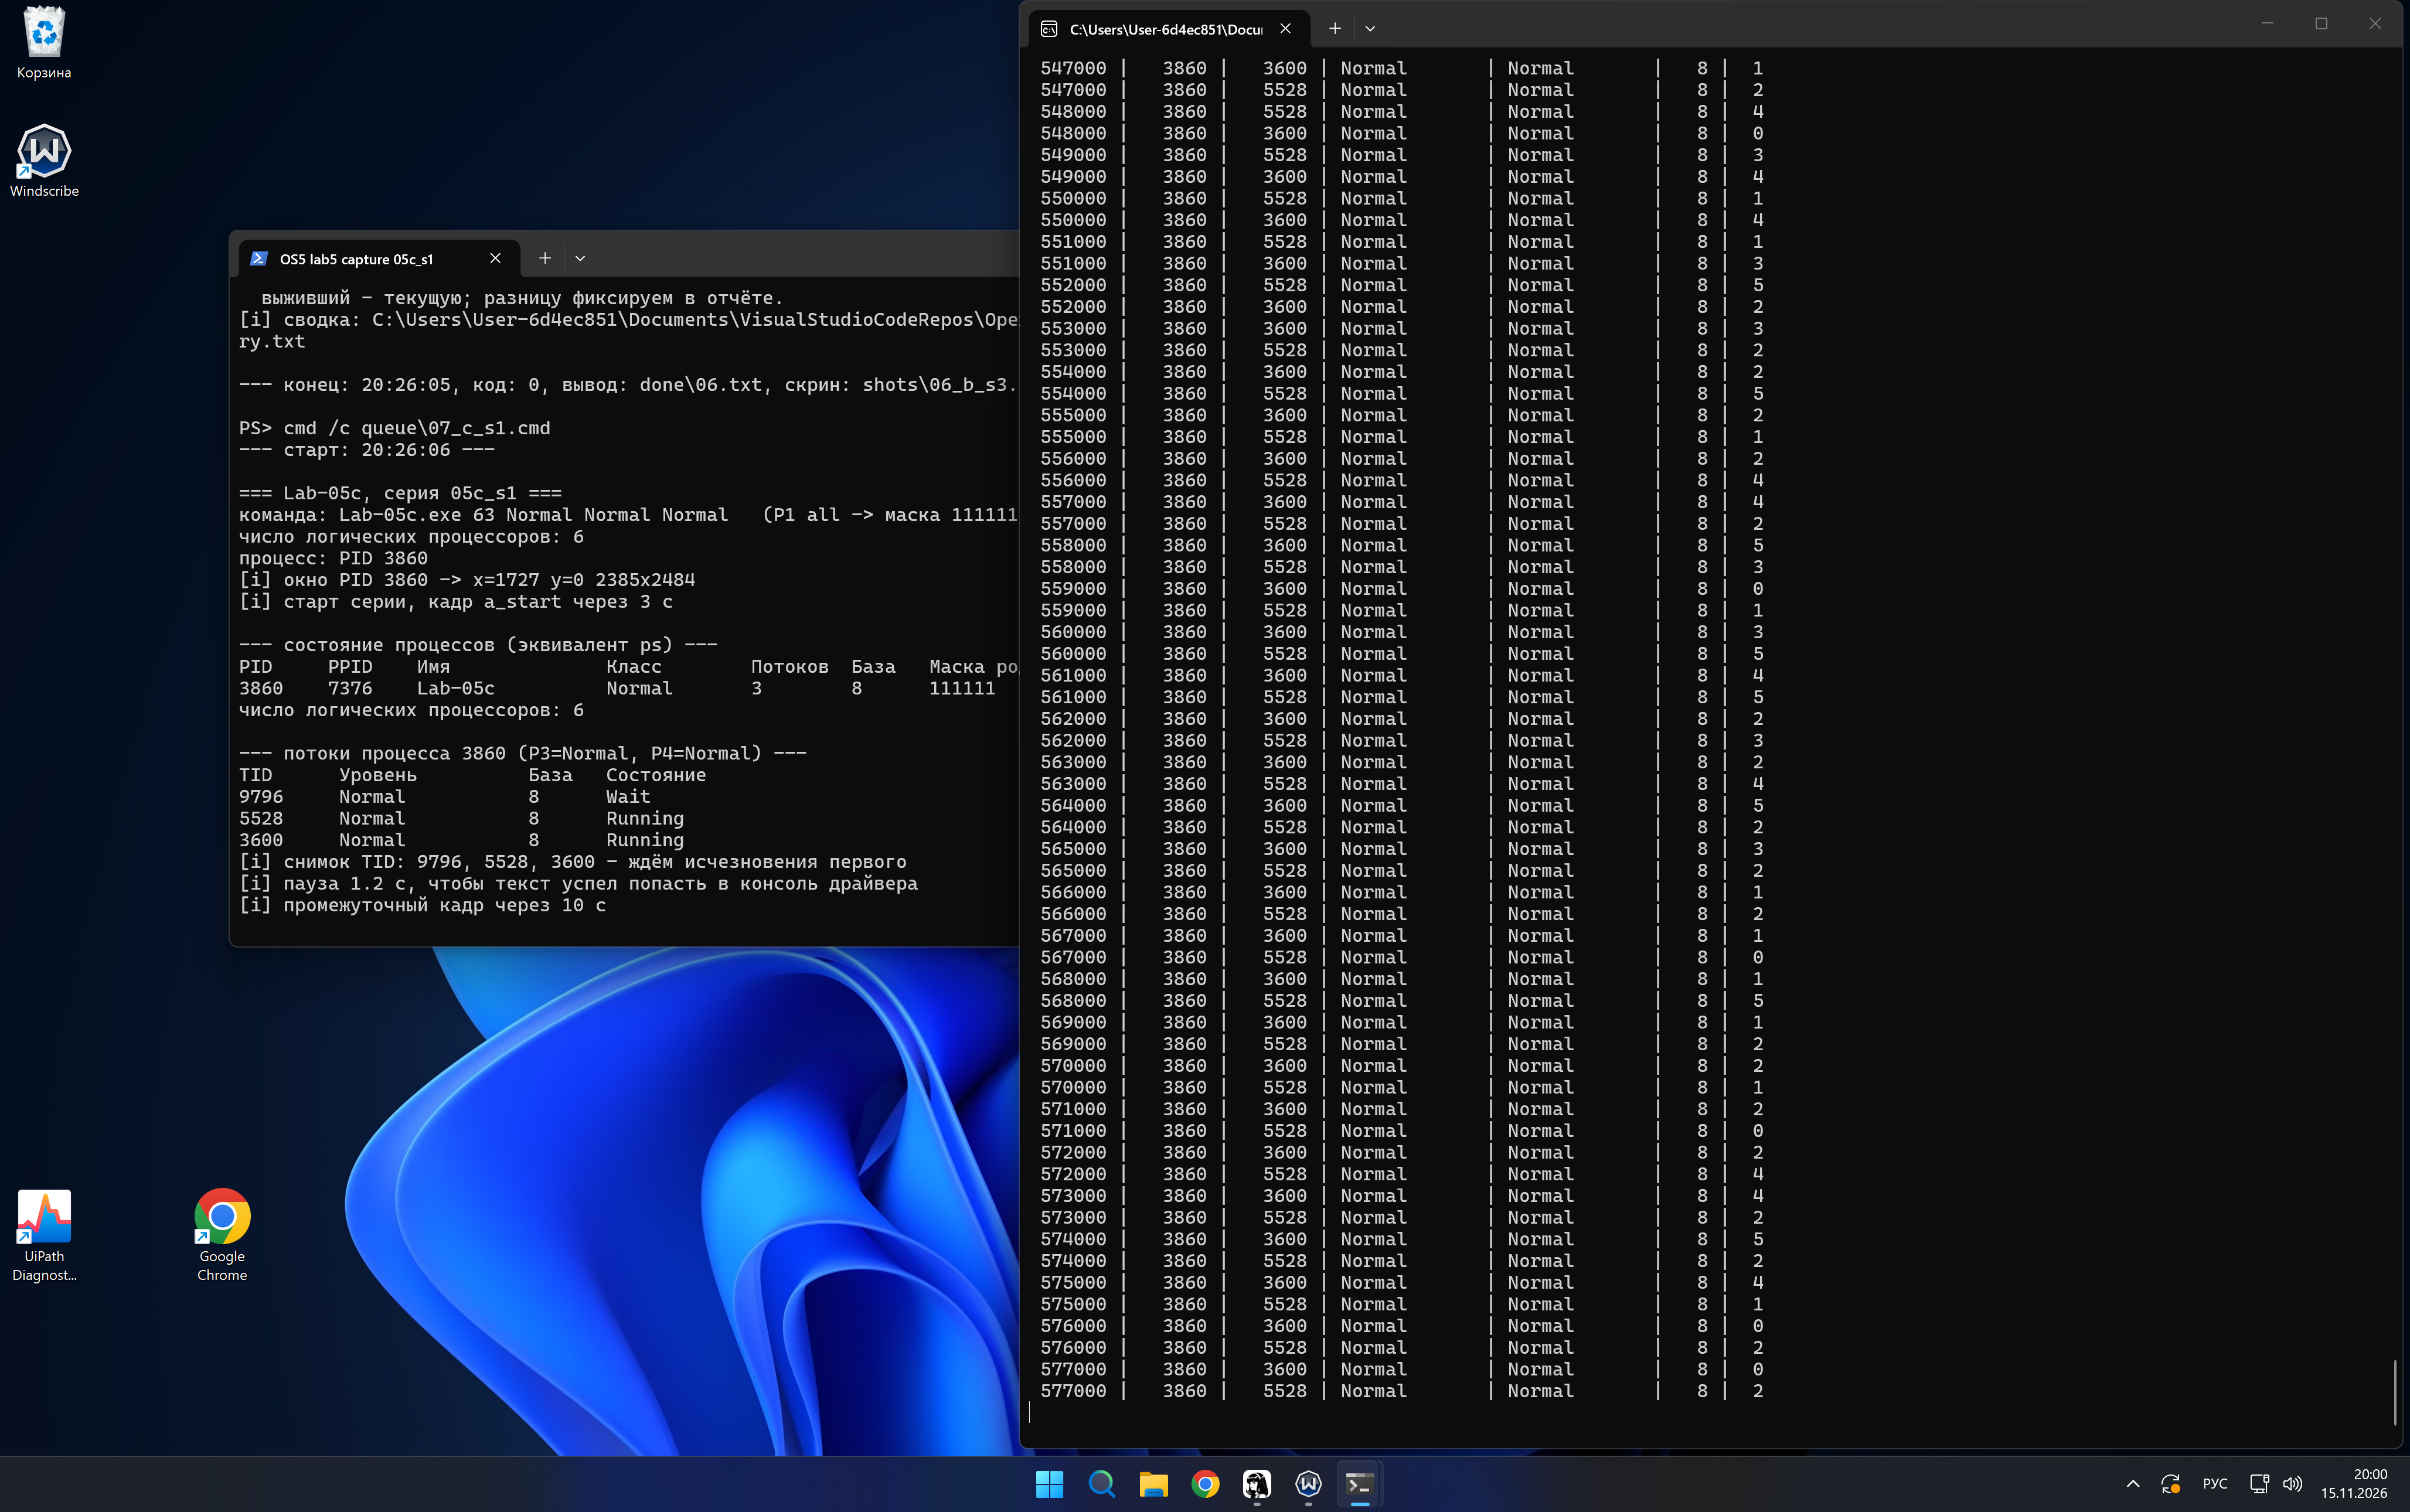 Корзина
Windscribe
UiPath
Diagnost...
Google
Chrome
OS5 lab5 capture 05c_s1
выживший — текущую; разницу фиксируем в отчёте.
[i] сводка: C:\Users\User-6d4ec851\Documents\VisualStudioCodeRepos\Ope
ry.txt
--- конец: 20:26:05, код: 0, вывод: done\06.txt, скрин: shots\06_b_s3.
PS> cmd /c queue\07_c_s1.cmd
--- старт: 20:26:06 ---
=== Lab-05c, серия 05c_s1 ===
команда: Lab-05c.exe 63 Normal Normal Normal   (P1 all -> маска 111111
число логических процессоров: 6
процесс: PID 3860
[i] окно PID 3860 -> x=1727 y=0 2385x2484
[i] старт серии, кадр a_start через 3 с
--- состояние процессов (эквивалент ps) ---
PID     PPID    Имя              Класс        Потоков  База   Маска ро
3860    7376    Lab-05c          Normal       3        8      111111
число логических процессоров: 6
--- потоки процесса 3860 (P3=Normal, P4=Normal) ---
TID      Уровень          База   Состояние
9796     Normal           8      Wait
5528     Normal           8      Running
3600     Normal           8      Running
[i] снимок TID: 9796, 5528, 3600 — ждём исчезновения первого
[i] пауза 1.2 с, чтобы текст успел попасть в консоль драйвера
[i] промежуточный кадр через 10 с
C:\Users\User-6d4ec851\Docu
547000 | 3860 | 3600 | Normal | Normal | 8 | 1
547000 | 3860 | 5528 | Normal | Normal | 8 | 2
548000 | 3860 | 5528 | Normal | Normal | 8 | 4
548000 | 3860 | 3600 | Normal | Normal | 8 | 0
549000 | 3860 | 5528 | Normal | Normal | 8 | 3
549000 | 3860 | 3600 | Normal | Normal | 8 | 4
550000 | 3860 | 5528 | Normal | Normal | 8 | 1
550000 | 3860 | 3600 | Normal | Normal | 8 | 4
551000 | 3860 | 5528 | Normal | Normal | 8 | 1
551000 | 3860 | 3600 | Normal | Normal | 8 | 3
552000 | 3860 | 5528 | Normal | Normal | 8 | 5
552000 | 3860 | 3600 | Normal | Normal | 8 | 2
553000 | 3860 | 3600 | Normal | Normal | 8 | 3
553000 | 3860 | 5528 | Normal | Normal | 8 | 2
554000 | 3860 | 3600 | Normal | Normal | 8 | 2
554000 | 3860 | 5528 | Normal | Normal | 8 | 5
555000 | 3860 | 3600 | Normal | Normal | 8 | 2
555000 | 3860 | 5528 | Normal | Normal | 8 | 1
556000 | 3860 | 3600 | Normal | Normal | 8 | 2
556000 | 3860 | 5528 | Normal | Normal | 8 | 4
557000 | 3860 | 3600 | Normal | Normal | 8 | 4
557000 | 3860 | 5528 | Normal | Normal | 8 | 2
558000 | 3860 | 3600 | Normal | Normal | 8 | 5
558000 | 3860 | 5528 | Normal | Normal | 8 | 3
559000 | 3860 | 3600 | Normal | Normal | 8 | 0
559000 | 3860 | 5528 | Normal | Normal | 8 | 1
560000 | 3860 | 3600 | Normal | Normal | 8 | 3
560000 | 3860 | 5528 | Normal | Normal | 8 | 5
561000 | 3860 | 3600 | Normal | Normal | 8 | 4
561000 | 3860 | 5528 | Normal | Normal | 8 | 5
562000 | 3860 | 3600 | Normal | Normal | 8 | 2
562000 | 3860 | 5528 | Normal | Normal | 8 | 3
563000 | 3860 | 3600 | Normal | Normal | 8 | 2
563000 | 3860 | 5528 | Normal | Normal | 8 | 4
564000 | 3860 | 3600 | Normal | Normal | 8 | 5
564000 | 3860 | 5528 | Normal | Normal | 8 | 2
565000 | 3860 | 3600 | Normal | Normal | 8 | 3
565000 | 3860 | 5528 | Normal | Normal | 8 | 2
566000 | 3860 | 3600 | Normal | Normal | 8 | 1
566000 | 3860 | 5528 | Normal | Normal | 8 | 2
567000 | 3860 | 3600 | Normal | Normal | 8 | 1
567000 | 3860 | 5528 | Normal | Normal | 8 | 0
568000 | 3860 | 3600 | Normal | Normal | 8 | 1
568000 | 3860 | 5528 | Normal | Normal | 8 | 5
569000 | 3860 | 3600 | Normal | Normal | 8 | 1
569000 | 3860 | 5528 | Normal | Normal | 8 | 2
570000 | 3860 | 3600 | Normal | Normal | 8 | 2
570000 | 3860 | 5528 | Normal | Normal | 8 | 1
571000 | 3860 | 3600 | Normal | Normal | 8 | 2
571000 | 3860 | 5528 | Normal | Normal | 8 | 0
572000 | 3860 | 3600 | Normal | Normal | 8 | 2
572000 | 3860 | 5528 | Normal | Normal | 8 | 4
573000 | 3860 | 3600 | Normal | Normal | 8 | 4
573000 | 3860 | 5528 | Normal | Normal | 8 | 2
574000 | 3860 | 3600 | Normal | Normal | 8 | 5
574000 | 3860 | 5528 | Normal | Normal | 8 | 2
575000 | 3860 | 3600 | Normal | Normal | 8 | 4
575000 | 3860 | 5528 | Normal | Normal | 8 | 1
576000 | 3860 | 3600 | Normal | Normal | 8 | 0
576000 | 3860 | 5528 | Normal | Normal | 8 | 2
577000 | 3860 | 3600 | Normal | Normal | 8 | 0
577000 | 3860 | 5528 | Normal | Normal | 8 | 2
РУС
20:00
15.11.2026